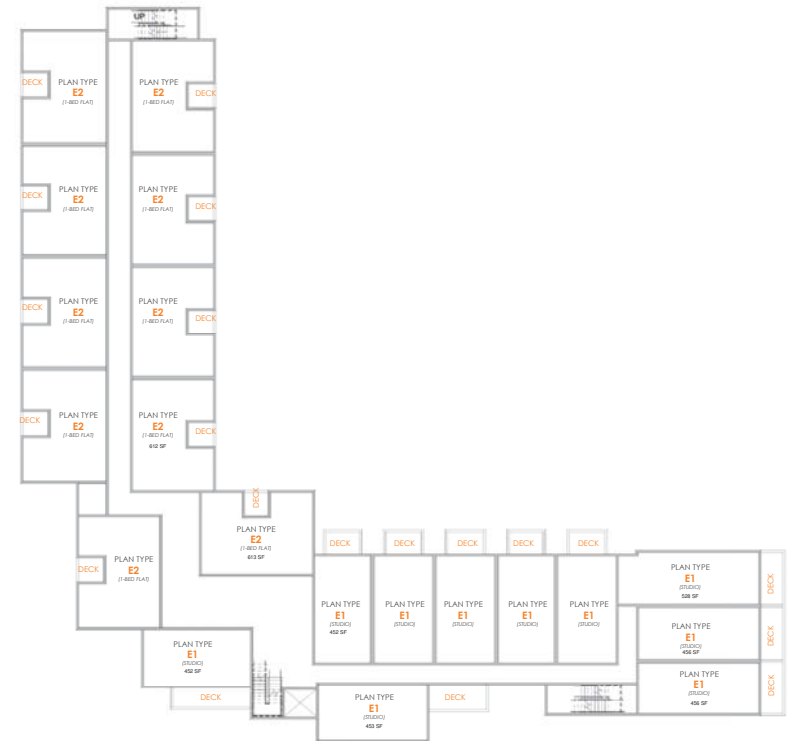 UP
DECK
PLAN TYPE
E2
(1-BED FLAT)
PLAN TYPE
E2
(1-BED FLAT)
DECK
DECK
PLAN TYPE
E2
(1-BED FLAT)
PLAN TYPE
E2
(1-BED FLAT)
DECK
DECK
PLAN TYPE
E2
(1-BED FLAT)
PLAN TYPE
E2
(1-BED FLAT)
DECK
DECK
PLAN TYPE
E2
(1-BED FLAT)
PLAN TYPE
E2
(1-BED FLAT)
612 SF
DECK
DECK
PLAN TYPE
E2
(1-BED FLAT)
613 SF
DECK
PLAN TYPE
E2
(1-BED FLAT)
DECK
DECK
DECK
DECK
DECK
PLAN TYPE
E1
(STUDIO)
452 SF
PLAN TYPE
E1
(STUDIO)
PLAN TYPE
E1
(STUDIO)
PLAN TYPE
E1
(STUDIO)
PLAN TYPE
E1
(STUDIO)
PLAN TYPE
E1
(STUDIO)
528 SF
DECK
PLAN TYPE
E1
(STUDIO)
456 SF
DECK
PLAN TYPE
E1
(STUDIO)
456 SF
DECK
PLAN TYPE
E1
(STUDIO)
452 SF
DECK
PLAN TYPE
E1
(STUDIO)
453 SF
DECK